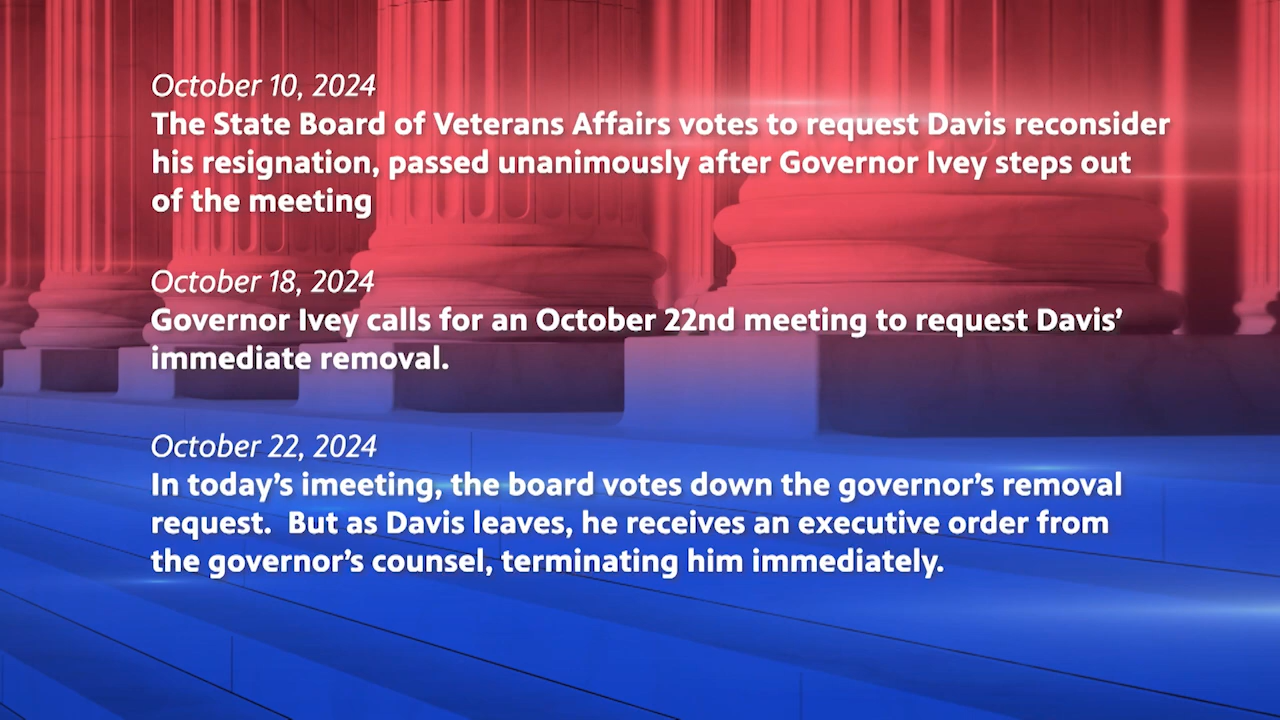 October 10, 2024
The State Board of Veterans Affairs votes to request Davis reconsider
his resignation, passed unanimously after Governor Ivey steps out
of the meeting
October 18, 2024
Governor Ivey calls for an October 22nd meeting to request Davis’
immediate removal.
October 22, 2024
In today’s imeeting, the board votes down the governor’s removal
request.  But as Davis leaves, he receives an executive order from
the governor’s counsel, terminating him immediately.